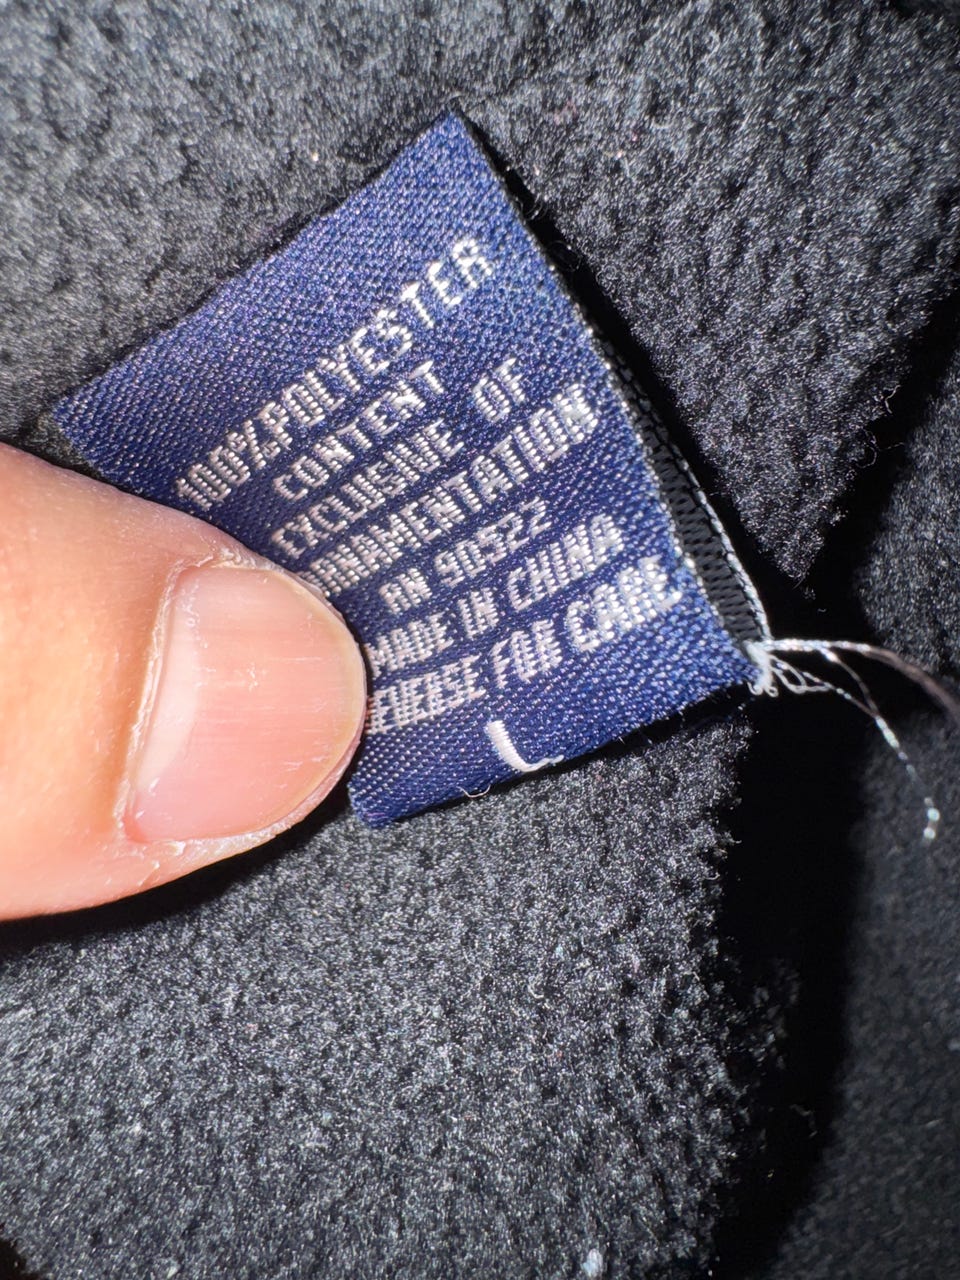 100% POLYESTER
CONTENT
EXCLUSIVE OF
ORNAMENTATION
RN 90522
MADE IN CHINA
REVERSE FOR CARE
L